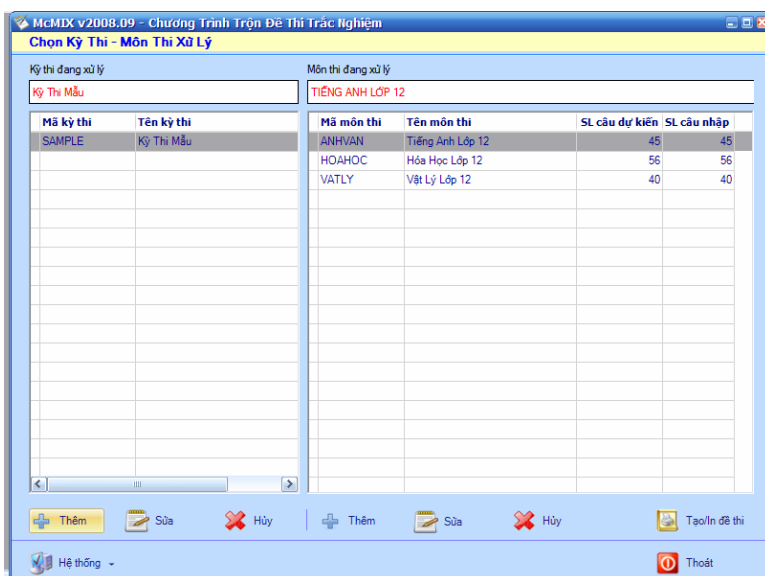 McMIX v2008.09 - Chương Trình Trộn Đề Thi Trắc Nghiệm
Chọn Kỳ Thi - Môn Thi Xử Lý
Kỳ thi đang xử lý
Môn thi đang xử lý
Kỳ Thi Mẫu
TIẾNG ANH LỚP 12
Mã kỳ thi Tên kỳ thi
SAMPLE Kỳ Thi Mẫu
Mã môn thi Tên môn thi SL câu dự kiến SL câu nhập
ANHVAN Tiếng Anh Lớp 12 45 45
HOAHOC Hóa Học Lớp 12 56 56
VATLY Vật Lý Lớp 12 40 40
Thêm Sửa Hủy Thêm Sửa Hủy Tạo/In đề thi
Hệ thống Thoát